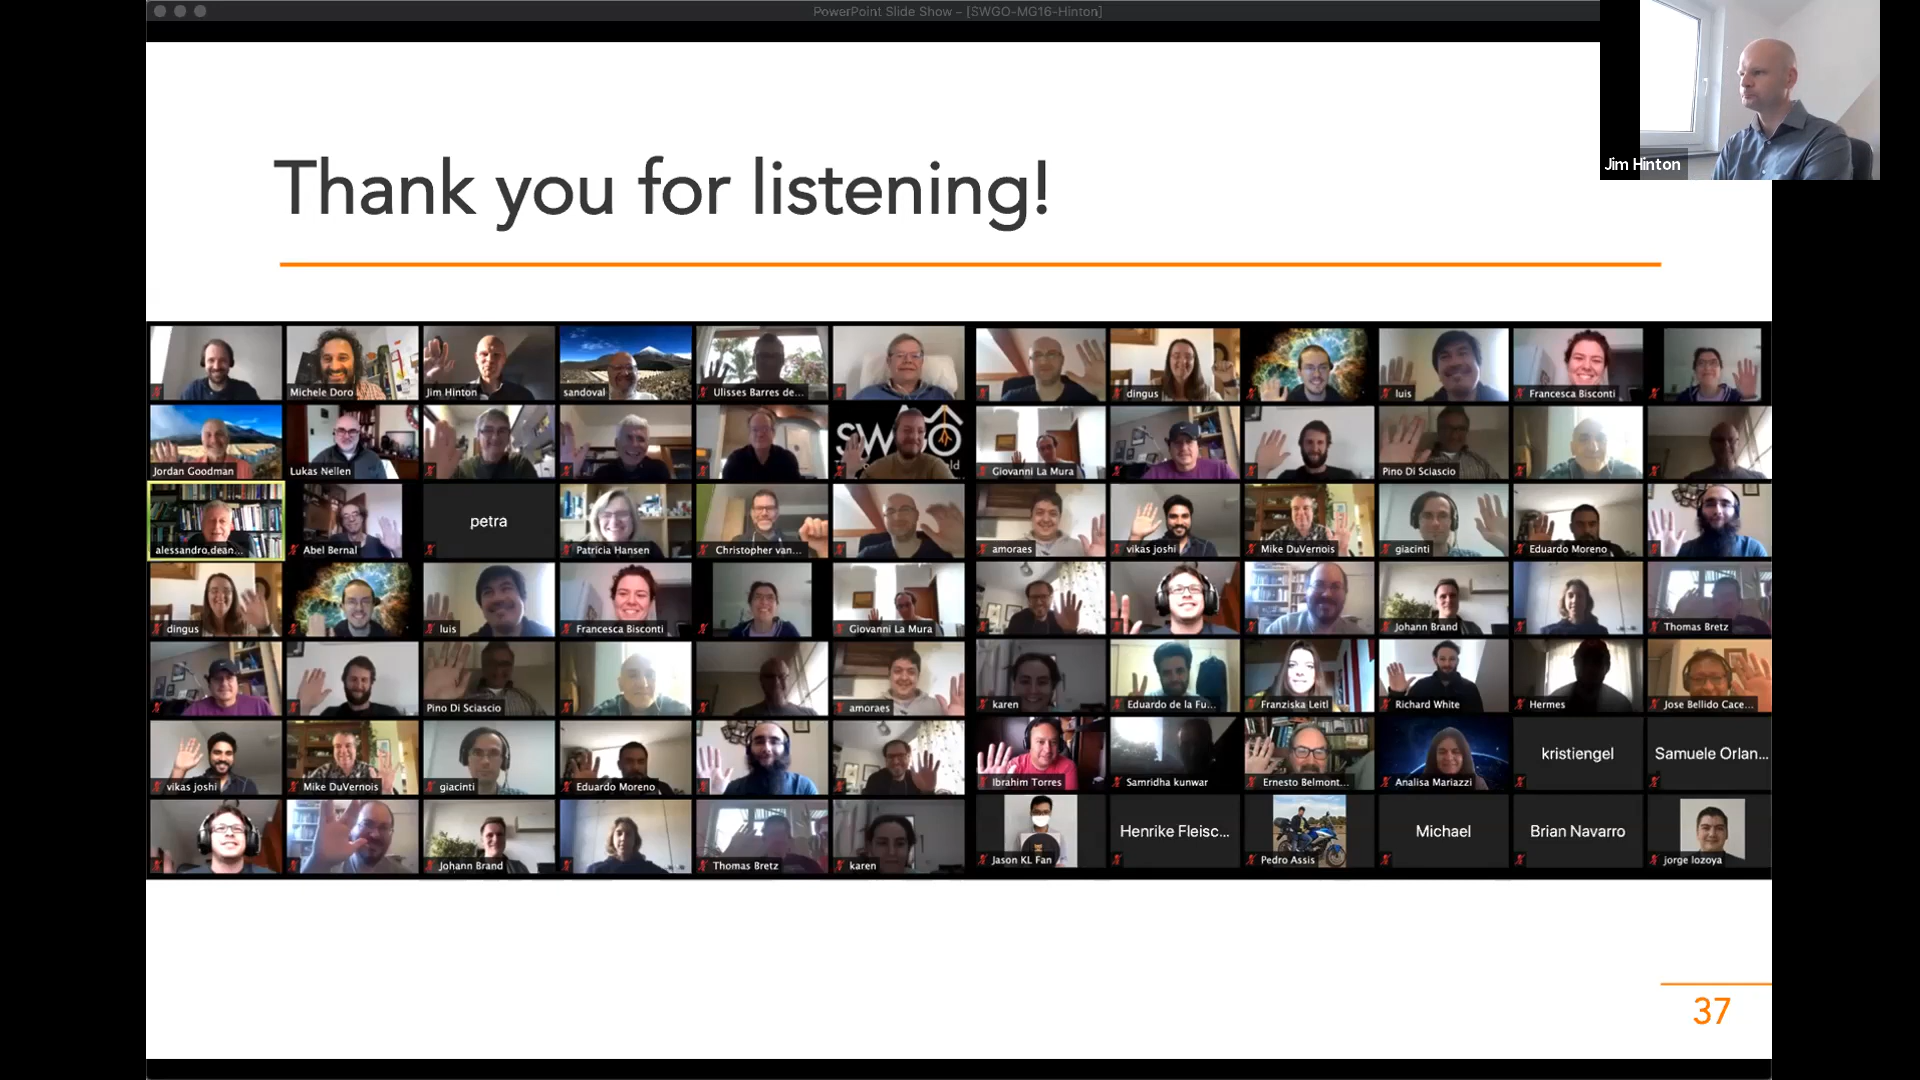 PowerPoint Slide Show – [SWGO-MG16-Hinton]
Jim Hinton
Thank you for listening!
Michele Doro
Jim Hinton
sandoval
Ulisses Barres de...
dingus
luis
Francesca Bisconti
Jordan Goodman
Lukas Nellen
SWGO
Giovanni La Mura
Pino Di Sciascio
alessandro.dean...
Abel Bernal
petra
Patricia Hansen
Christopher van...
amoraes
vikas joshi
Mike DuVernois
giacinti
Eduardo Moreno
dingus
luis
Francesca Bisconti
Giovanni La Mura
Johann Brand
Thomas Bretz
Pino Di Sciascio
amoraes
karen
Eduardo de la Fu...
Franziska Leitl
Richard White
Hermes
Jose Bellido Cace...
vikas joshi
Mike DuVernois
giacinti
Eduardo Moreno
Ibrahim Torres
Samridha kunwar
Ernesto Belmont...
Analisa Mariazzi
kristiengel
Samuele Orlan...
Johann Brand
Thomas Bretz
karen
Jason KL Fan
Henrike Fleisc...
Pedro Assis
Michael
Brian Navarro
jorge lozoya
37